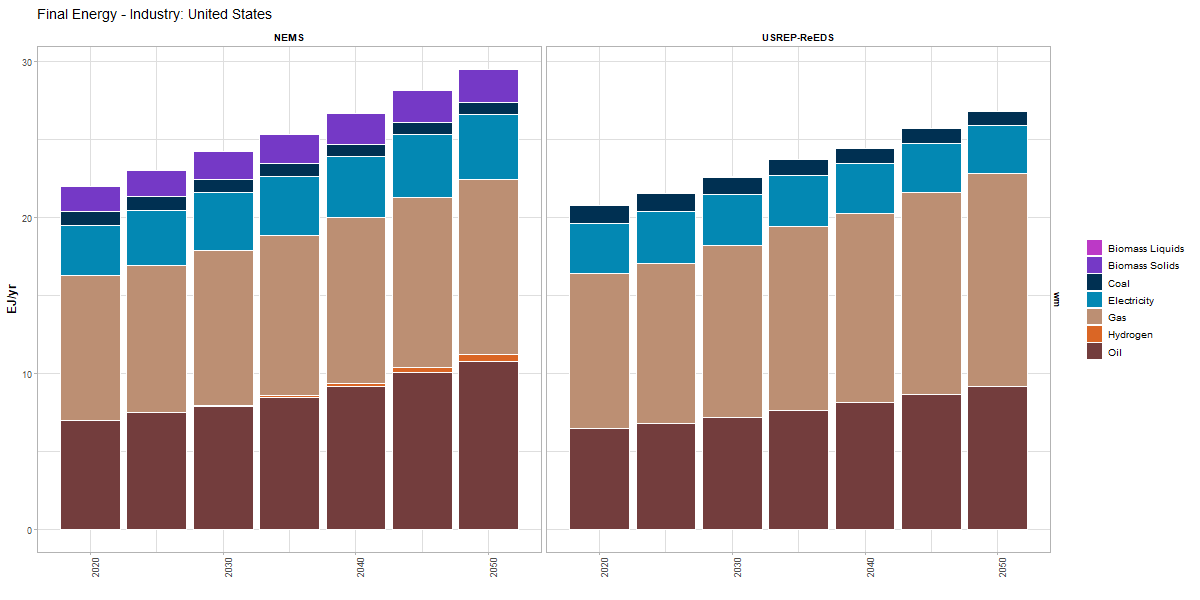 Final Energy - Industry: United States
NEMS
USREP-ReEDS
EJ/yr
30
20
10
0
2020
2030
2040
2050
2020
2030
2040
2050
wm
Biomass Liquids
Biomass Solids
Coal
Electricity
Gas
Hydrogen
Oil